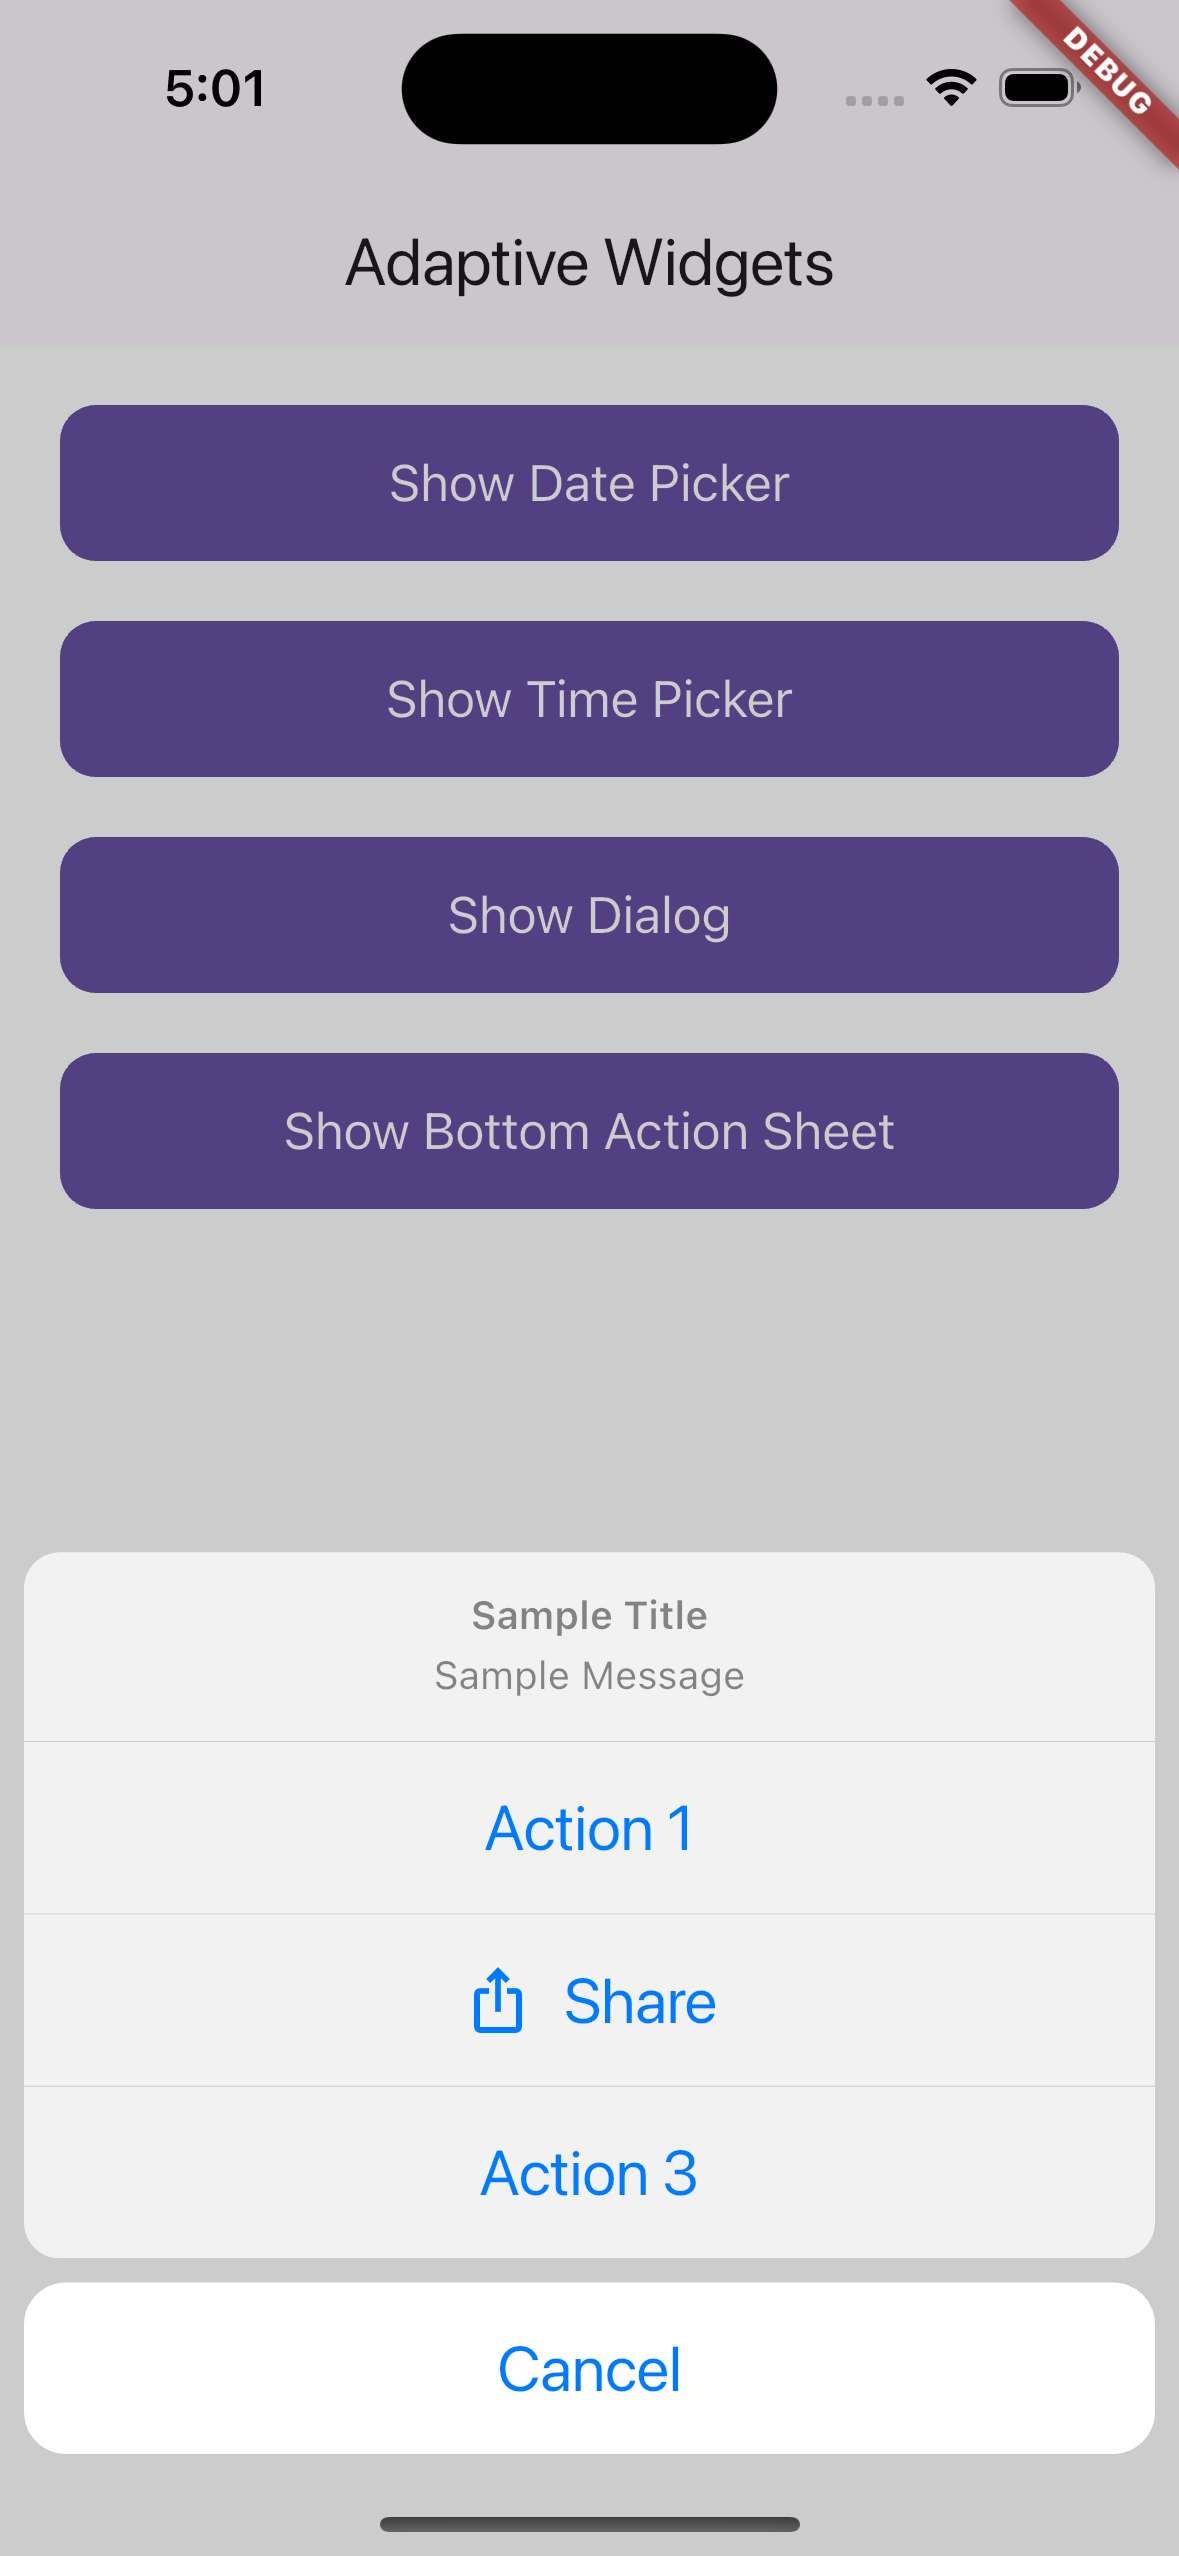 5:01
DEBUG
Adaptive Widgets
Show Date Picker
Show Time Picker
Show Dialog
Show Bottom Action Sheet
Sample Title
Sample Message
Action 1
Share
Action 3
Cancel